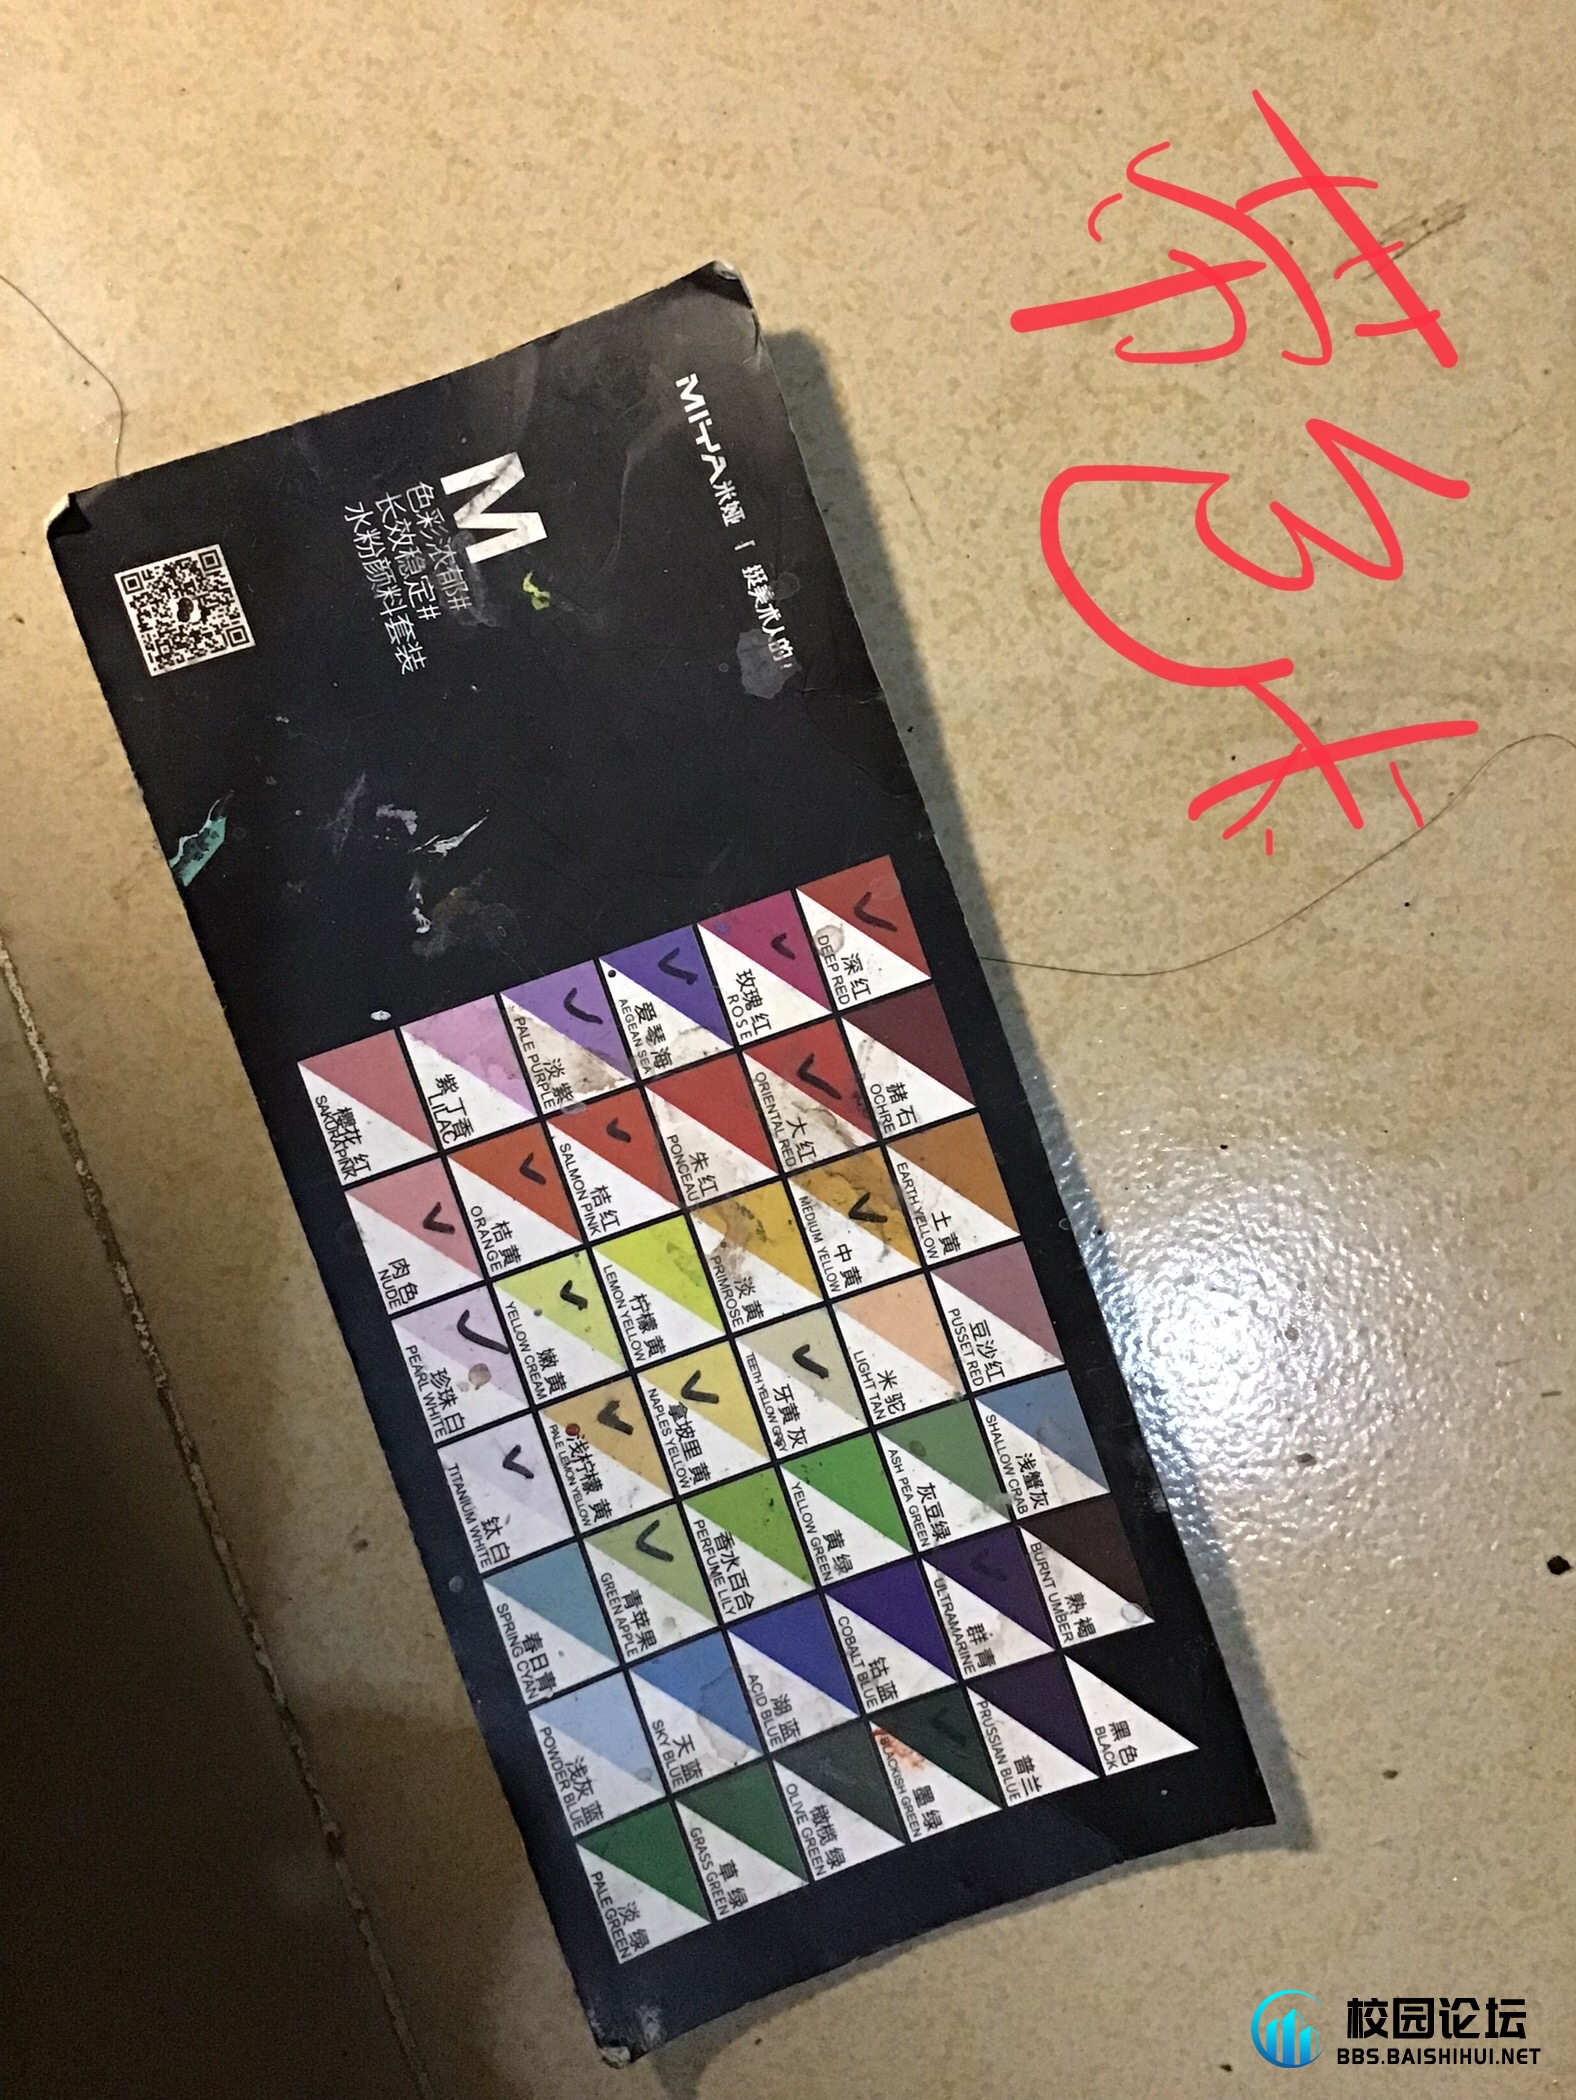 带色卡
MIYA米娅 | 挺美术人的!
M
色彩浓郁#
长效稳定#
水粉颜料套装
深红
DEEP RED
赭石
OCHRE
土黄
EARTH YELLOW
豆沙红
PUSSET RED
浅蟹灰
SHALLOW CRAB
熟褐
BURNT UMBER
黑色
BLACK
玫瑰红
ROSE
大红
ORIENTAL RED
中黄
MEDIUM YELLOW
米驼
LIGHT TAN
灰豆绿
ASH PEA GREEN
群青
ULTRAMARINE
普兰
PRUSSIAN BLUE
爱琴海
AEGEAN SEA
朱红
PONCEAU
淡黄
PRIMROSE
牙黄灰
TEETH YELLOW GREY
黄绿
YELLOW GREEN
钴蓝
COBALT BLUE
墨绿
BLACKISH GREEN
淡紫
PALE PURPLE
桔红
SALMON PINK
柠檬黄
LEMON YELLOW
拿坡里黄
NAPLES YELLOW
香水百合
PERFUME LILY
湖蓝
ACID BLUE
橄榄绿
OLIVE GREEN
紫丁香
LILAC
桔黄
ORANGE
嫩黄
YELLOW CREAM
浅柠檬黄
PALE LEMON YELLOW
青苹果
GREEN APPLE
天蓝
SKY BLUE
草绿
GRASS GREEN
樱花红
SAKURA PINK
肉色
NUDE
珍珠白
PEARL WHITE
钛白
TITANIUM WHITE
春日青
SPRING CYAN
浅灰蓝
POWDER BLUE
淡绿
PALE GREEN
校园论坛
BBS.BAISHIHUI.NET